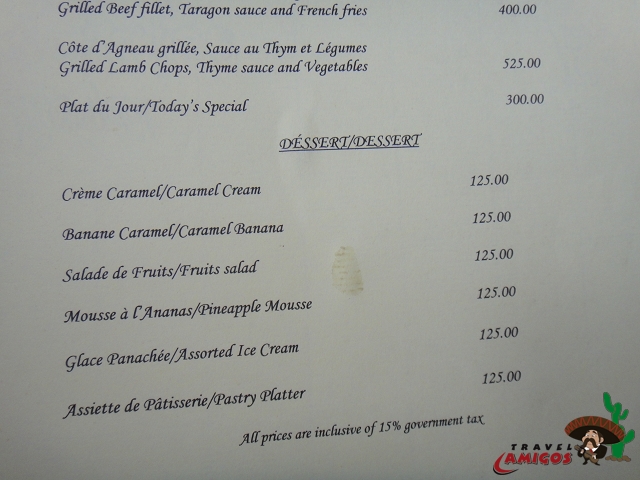 Grilled Beef fillet, Taragon sauce and French fries 400.00
Côte d'Agneau grillée, Sauce au Thym et Légumes
Grilled Lamb Chops, Thyme sauce and Vegetables 525.00
Plat du Jour/Today's Special 300.00
DÉSSERT/DESSERT
Crème Caramel/Caramel Cream 125.00
Banane Caramel/Caramel Banana 125.00
Salade de Fruits/Fruits salad 125.00
Mousse à l'Ananas/Pineapple Mousse 125.00
Glace Panachée/Assorted Ice Cream 125.00
Assiette de Pâtisserie/Pastry Platter 125.00
All prices are inclusive of 15% government tax
TRAVEL
AMIGOS